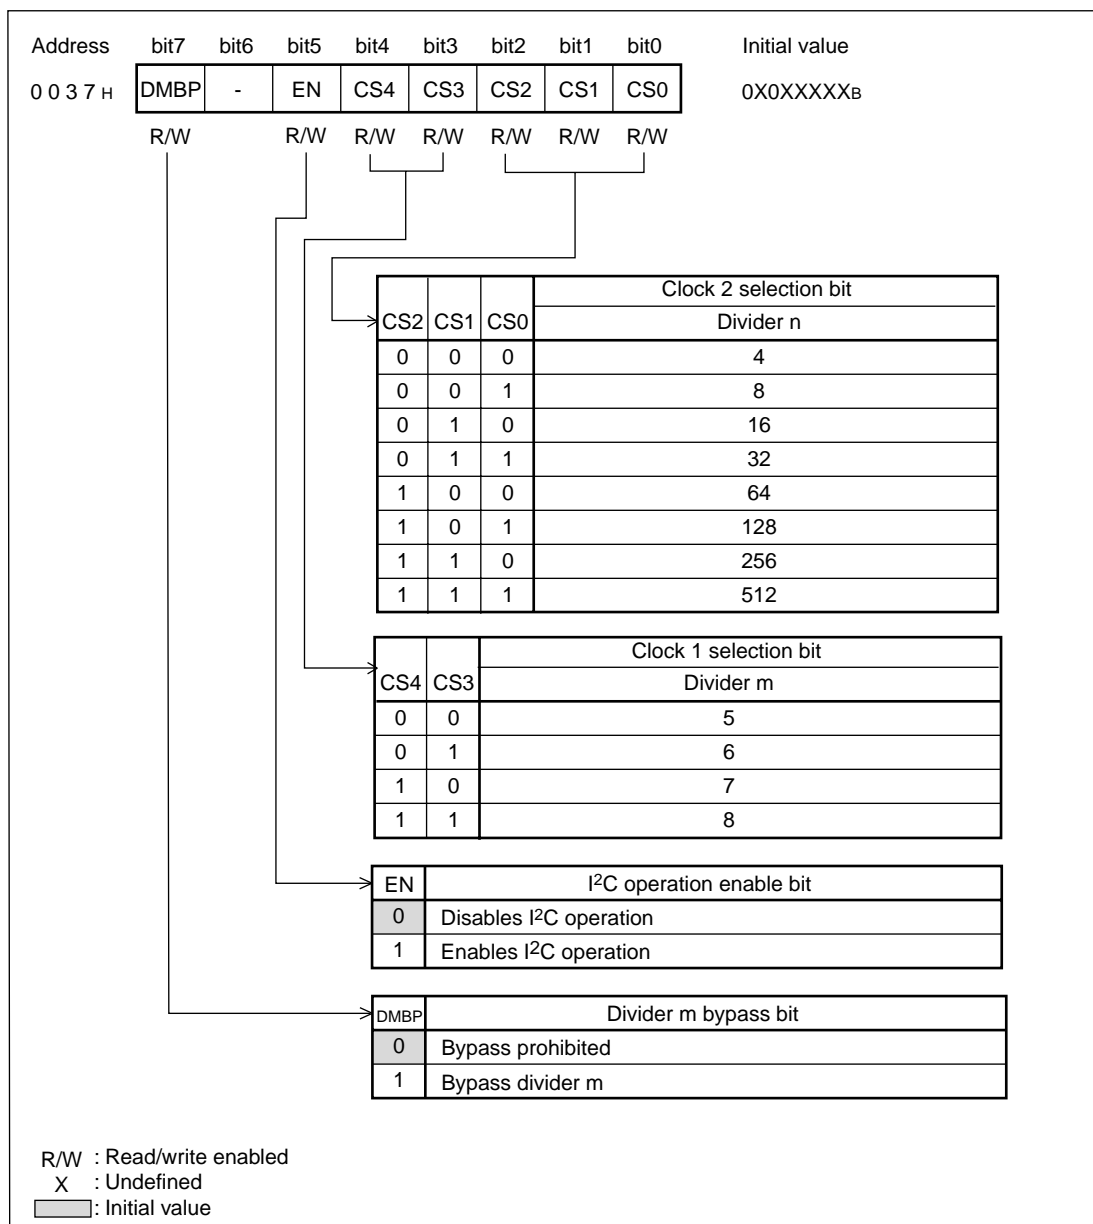 Address bit7 bit6 bit5 bit4 bit3 bit2 bit1 bit0 Initial value
0 0 3 7 H DMBP - EN CS4 CS3 CS2 CS1 CS0 0X0XXXXXB
R/W R/W R/W R/W R/W R/W R/W
Clock 2 selection bit
CS2 CS1 CS0 Divider n
0 0 0 4
0 0 1 8
0 1 0 16
0 1 1 32
1 0 0 64
1 0 1 128
1 1 0 256
1 1 1 512
Clock 1 selection bit
CS4 CS3 Divider m
0 0 5
0 1 6
1 0 7
1 1 8
EN I2C operation enable bit
0 Disables I2C operation
1 Enables I2C operation
DMBP Divider m bypass bit
0 Bypass prohibited
1 Bypass divider m
R/W : Read/write enabled
X : Undefined
: Initial value